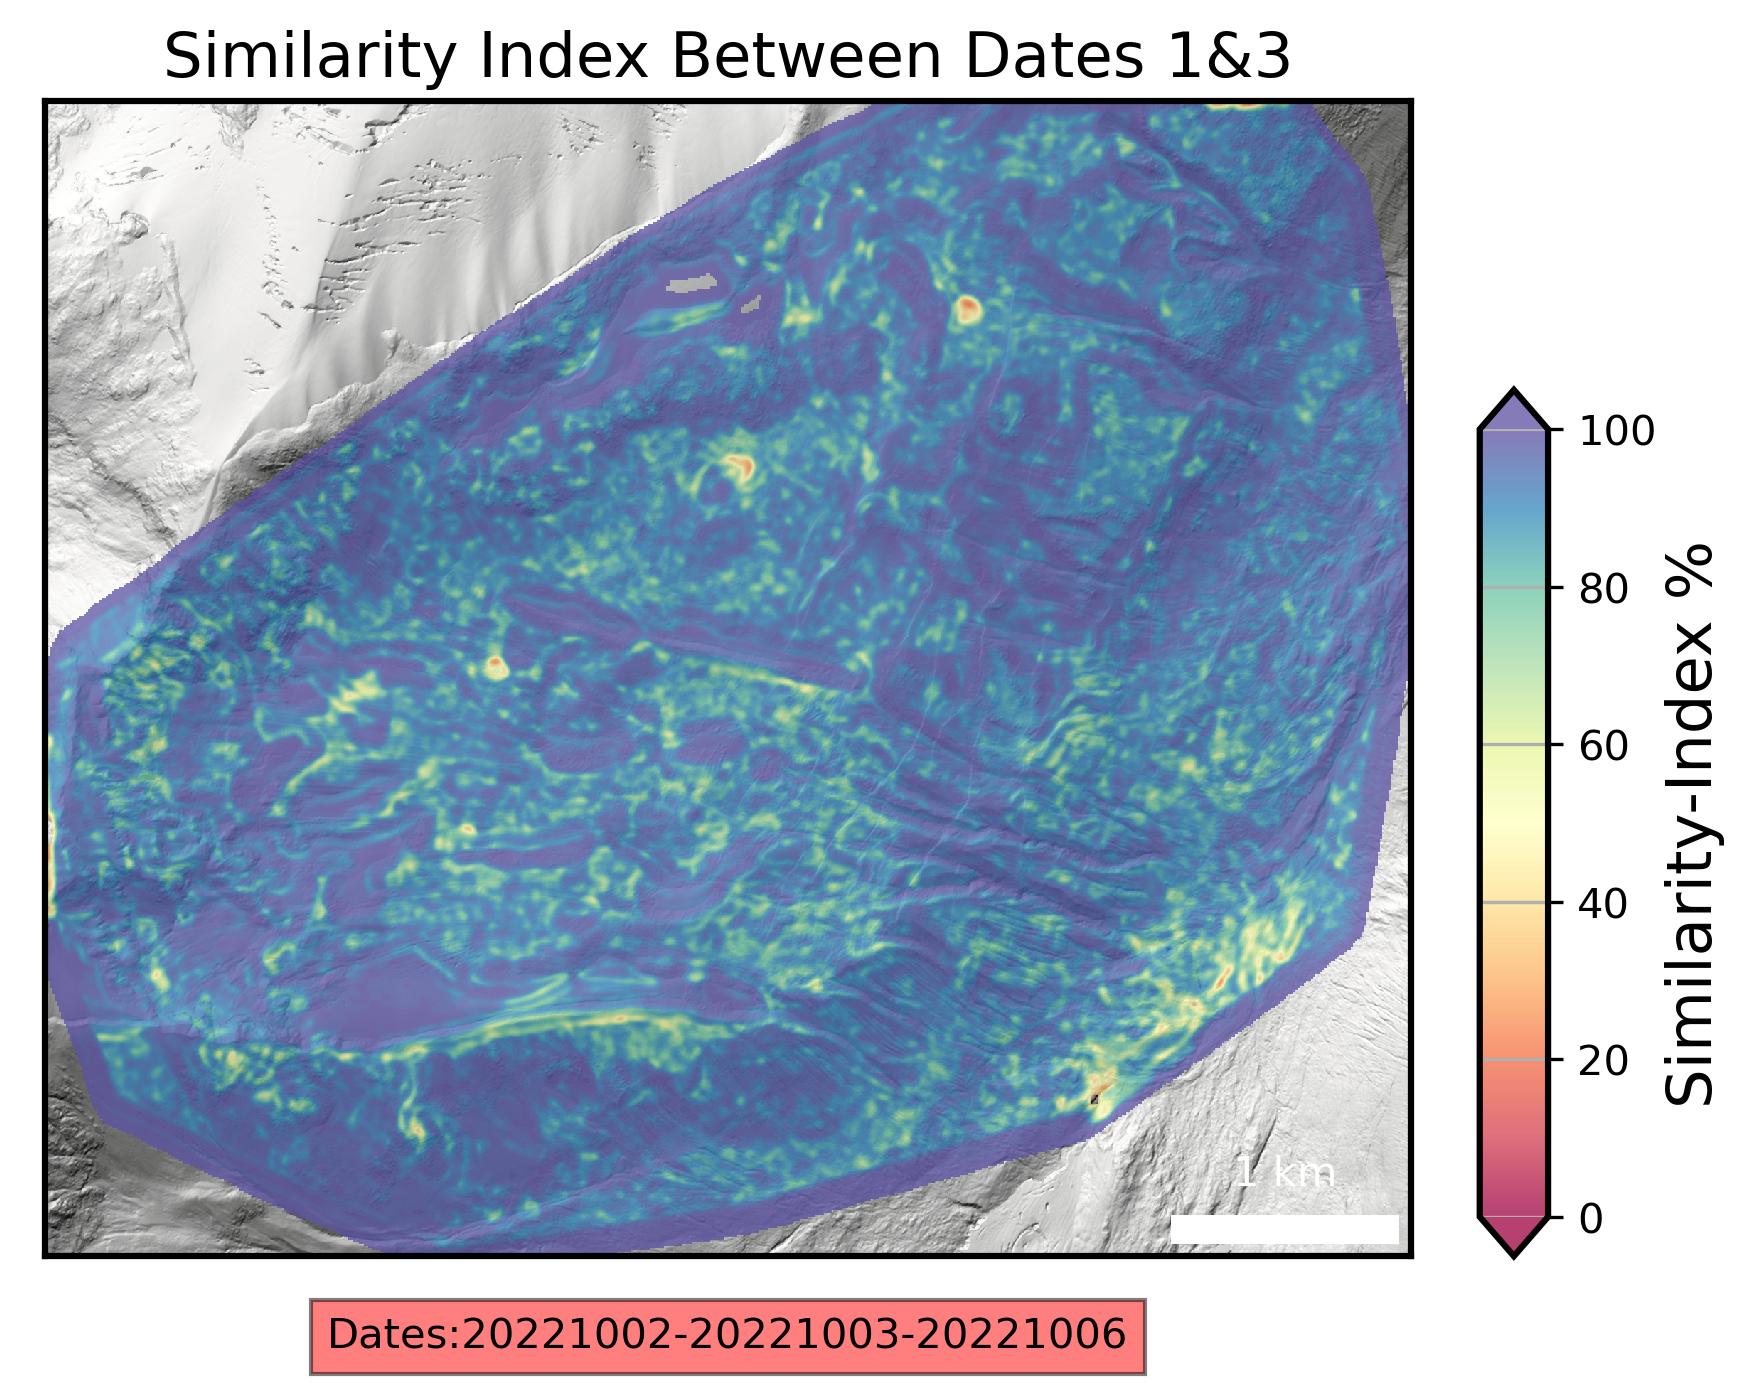 Similarity Index Between Dates 1&3
100
80
60
40
20
0
Similarity-Index %
1 km
Dates:20221002-20221003-20221006